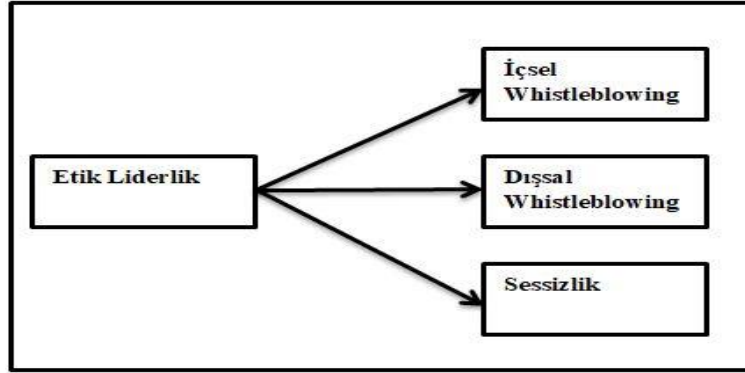 İçsel
Whistleblowing
Etik Liderlik
Dışsal
Whistleblowing
Sessizlik